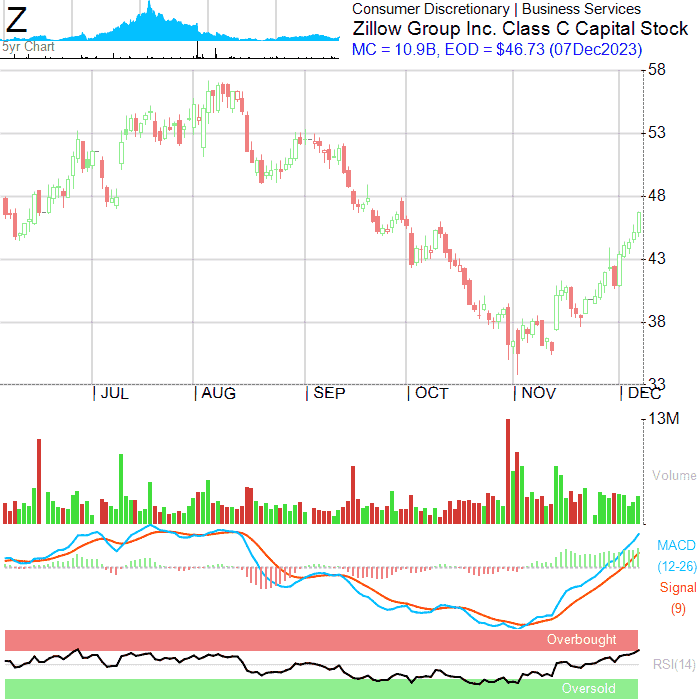 Z
5yr Chart
Consumer Discretionary | Business Services
Zillow Group Inc. Class C Capital Stock
MC = 10.9B, EOD = $46.73 (07Dec2023)
58
53
48
43
38
33
JUL
AUG
SEP
OCT
NOV
DEC
13M
Volume
MACD
(12-26)
Signal
(9)
Overbought
RSI(14)
Oversold